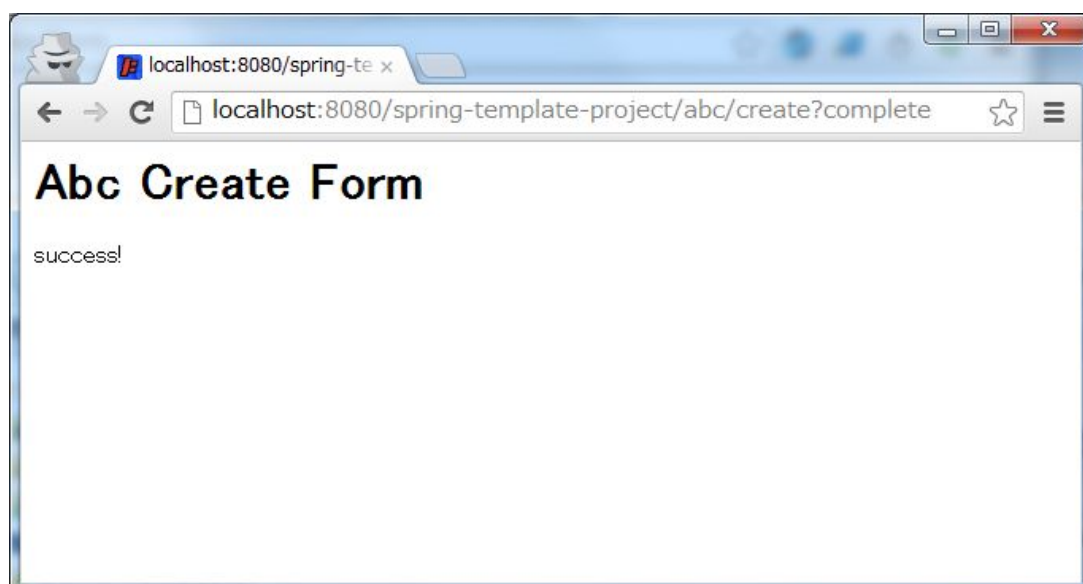 localhost:8080/spring-te
localhost:8080/spring-template-project/abc/create?complete
Abc Create Form
success!